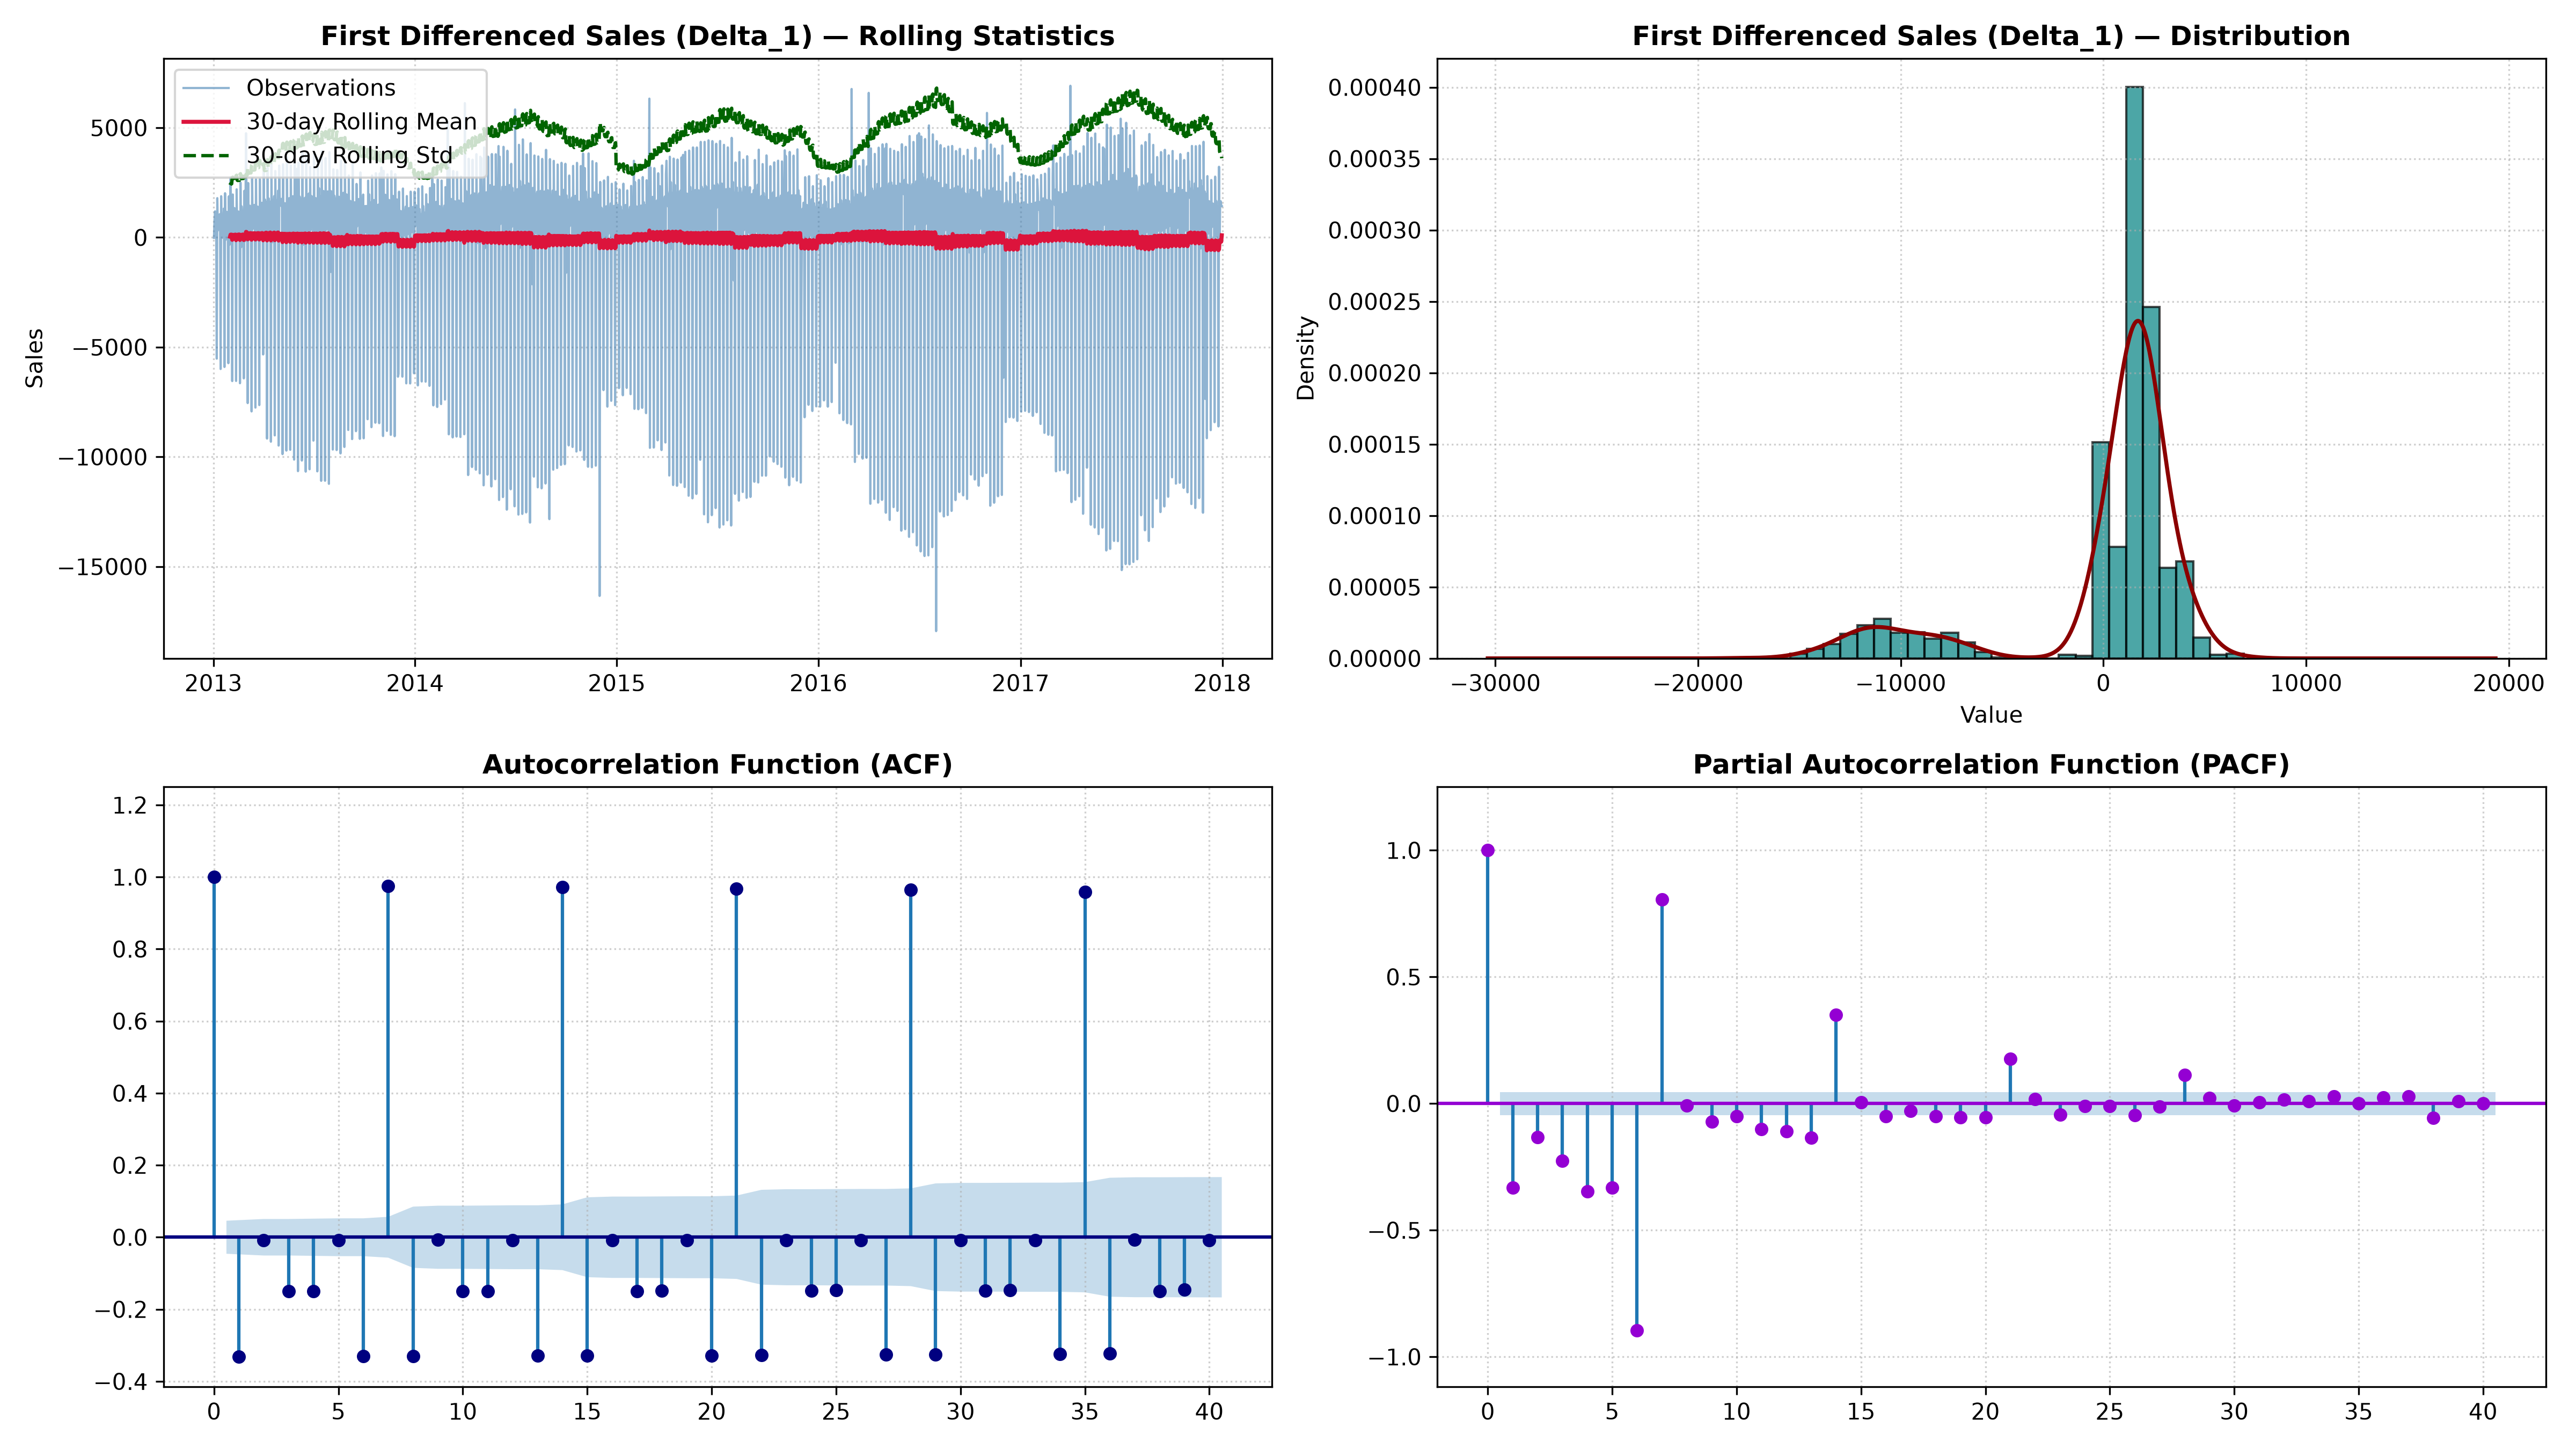 First Differenced Sales (Delta_1) — Rolling Statistics
Observations
30-day Rolling Mean
30-day Rolling Std
Sales
5000
0
−5000
−10000
−15000
2013 2014 2015 2016 2017 2018
First Differenced Sales (Delta_1) — Distribution
Density
0.00040
0.00035
0.00030
0.00025
0.00020
0.00015
0.00010
0.00005
0.00000
−30000 −20000 −10000 0 10000 20000
Value
Autocorrelation Function (ACF)
1.2
1.0
0.8
0.6
0.4
0.2
0.0
−0.2
−0.4
0 5 10 15 20 25 30 35 40
Partial Autocorrelation Function (PACF)
1.0
0.5
0.0
−0.5
−1.0
0 5 10 15 20 25 30 35 40